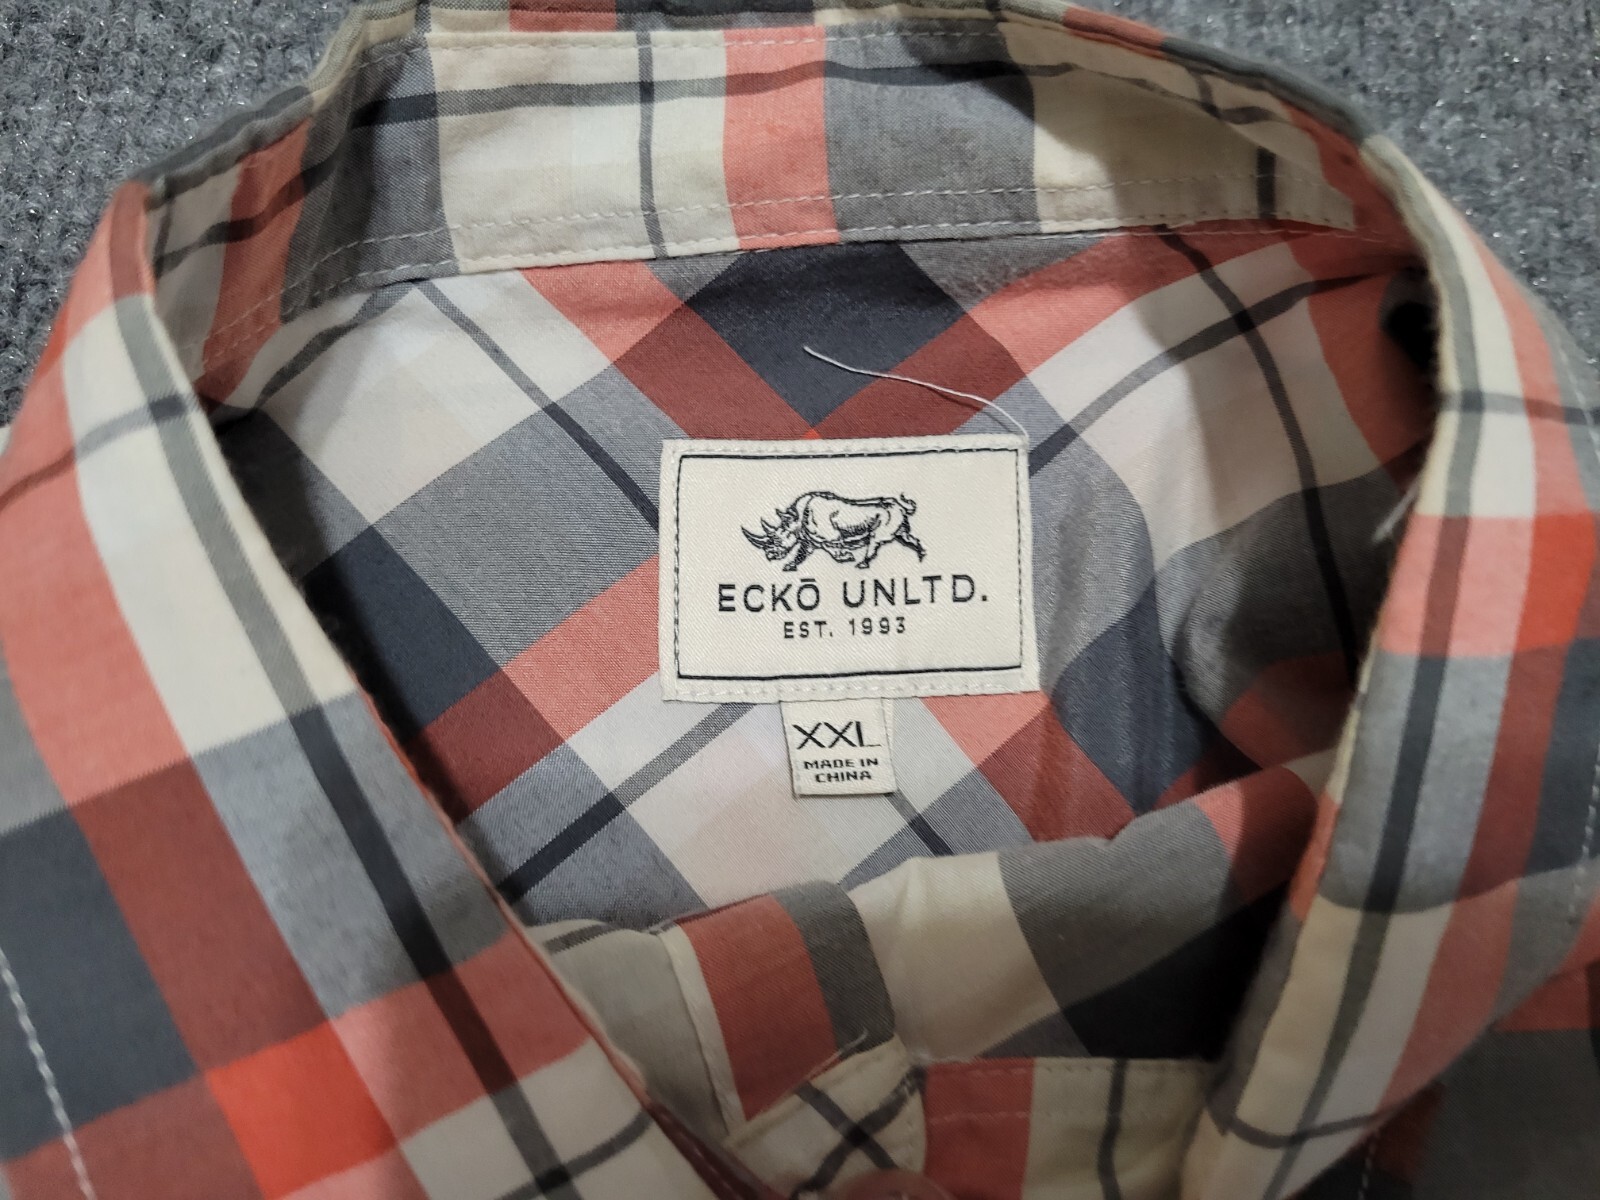 ECKŌ UNLTD.
EST. 1993
XXL
MADE IN
CHINA